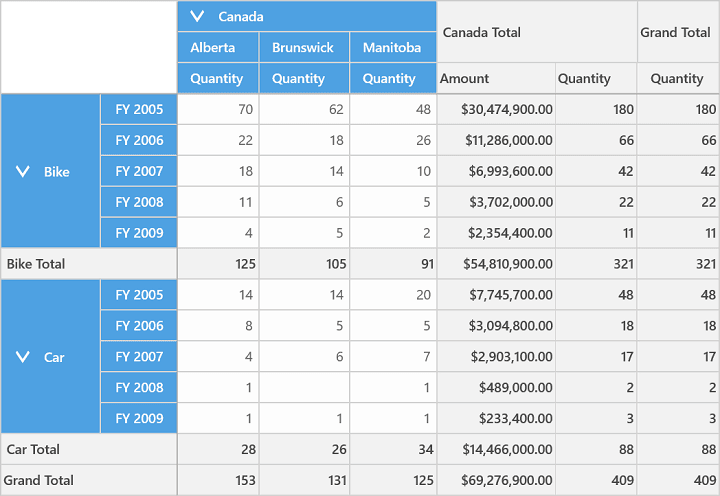 Canada
Canada Total
Grand Total
Alberta Brunswick Manitoba
Quantity Quantity Quantity Amount Quantity Quantity
Bike
FY 2005 70 62 48 $30,474,900.00 180 180
FY 2006 22 18 26 $11,286,000.00 66 66
FY 2007 18 14 10 $6,993,600.00 42 42
FY 2008 11 6 5 $3,702,000.00 22 22
FY 2009 4 5 2 $2,354,400.00 11 11
Bike Total 125 105 91 $54,810,900.00 321 321
Car
FY 2005 14 14 20 $7,745,700.00 48 48
FY 2006 8 5 5 $3,094,800.00 18 18
FY 2007 4 6 7 $2,903,100.00 17 17
FY 2008 1 1 $489,000.00 2 2
FY 2009 1 1 1 $233,400.00 3 3
Car Total 28 26 34 $14,466,000.00 88 88
Grand Total 153 131 125 $69,276,900.00 409 409